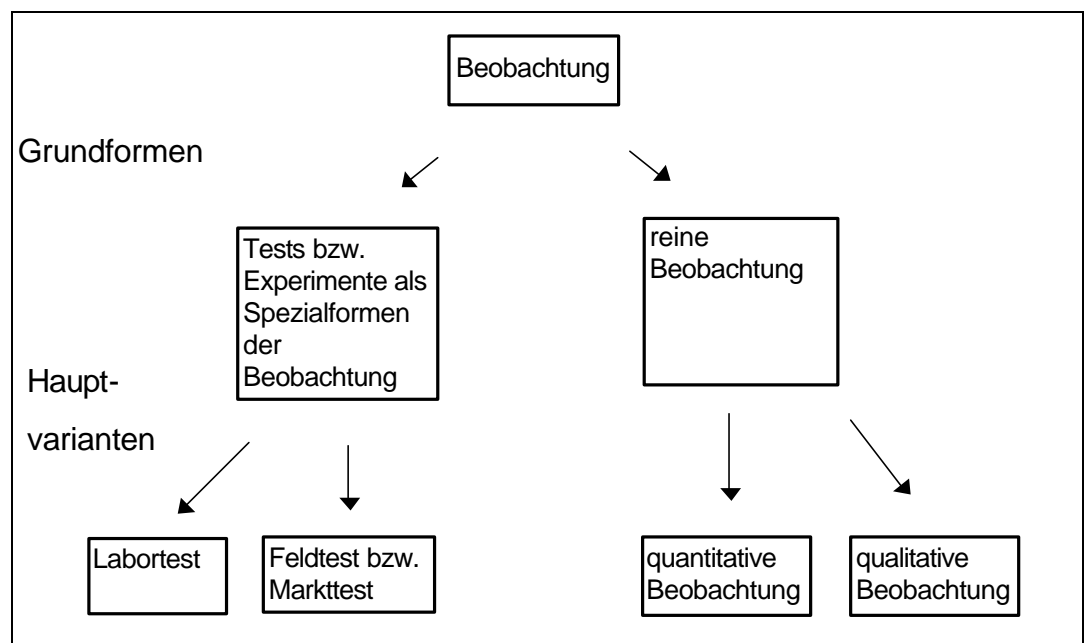 Beobachtung
Grundformen
Tests bzw.
Experimente als
Spezialformen
der
Beobachtung
reine
Beobachtung
Haupt-
varianten
Labortest
Feldtest bzw.
Markttest
quantitative
Beobachtung
qualitative
Beobachtung